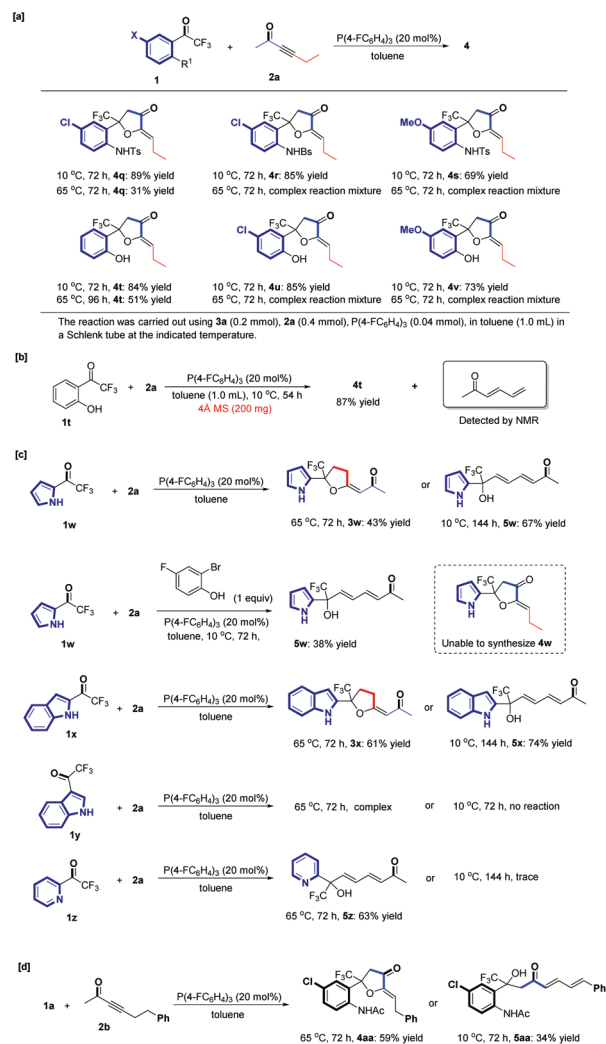 [a]
X
O
CF3
R1
1
+
O
2a
P(4-FC6H4)3 (20 mol%)
toluene
4
Cl
F3C
O
O
NHTs
10 °C, 72 h, 4q: 89% yield
65 °C, 72 h, 4q: 31% yield
Cl
F3C
O
O
NHBs
10 °C, 72 h, 4r: 85% yield
65 °C, 72 h, complex reaction mixture
MeO
F3C
O
O
NHTs
10 °C, 72 h, 4s: 69% yield
65 °C, 72 h, complex reaction mixture
F3C
O
O
OH
10 °C, 72 h, 4t: 84% yield
65 °C, 96 h, 4t: 51% yield
Cl
F3C
O
O
OH
10 °C, 72 h, 4u: 85% yield
65 °C, 72 h, complex reaction mixture
MeO
F3C
O
O
OH
10 °C, 72 h, 4v: 73% yield
65 °C, 72 h, complex reaction mixture
The reaction was carried out using 3a (0.2 mmol), 2a (0.4 mmol), P(4-FC6H4)3 (0.04 mmol), in toluene (1.0 mL) in
a Schlenk tube at the indicated temperature.
[b]
O
CF3
OH
1t
+ 2a
P(4-FC6H4)3 (20 mol%)
toluene (1.0 mL), 10 °C, 54 h
4Å MS (200 mg)
4t
87% yield
+
O
Detected by NMR
[c]
O
CF3
NH
1w
+ 2a
P(4-FC6H4)3 (20 mol%)
toluene
F3C
O
O
N
H
65 °C, 72 h, 3w: 43% yield
or
F3C
OH
O
N
H
10 °C, 144 h, 5w: 67% yield
O
CF3
NH
1w
+ 2a
F
Br
OH
(1 equiv)
P(4-FC6H4)3 (20 mol%)
toluene, 10 °C, 72 h,
F3C
OH
O
N
H
5w: 38% yield
F3C
O
O
N
H
Unable to synthesize 4w
O
CF3
NH
1x
+ 2a
P(4-FC6H4)3 (20 mol%)
toluene
F3C
O
O
N
H
65 °C, 72 h, 3x: 61% yield
or
F3C
OH
O
N
H
10 °C, 144 h, 5x: 74% yield
O
CF3
NH
1y
+ 2a
P(4-FC6H4)3 (20 mol%)
toluene
65 °C, 72 h, complex
or
10 °C, 72 h, no reaction
O
CF3
N
1z
+ 2a
P(4-FC6H4)3 (20 mol%)
toluene
N
F3C
OH
O
65 °C, 72 h, 5z: 63% yield
or
10 °C, 144 h, trace
[d]
1a
+
O
Ph
2b
P(4-FC6H4)3 (20 mol%)
toluene
Cl
F3C
O
O
NHAc
Ph
65 °C, 72 h, 4aa: 59% yield
or
Cl
F3C
OH
O
Ph
NHAc
10 °C, 72 h, 5aa: 34% yield